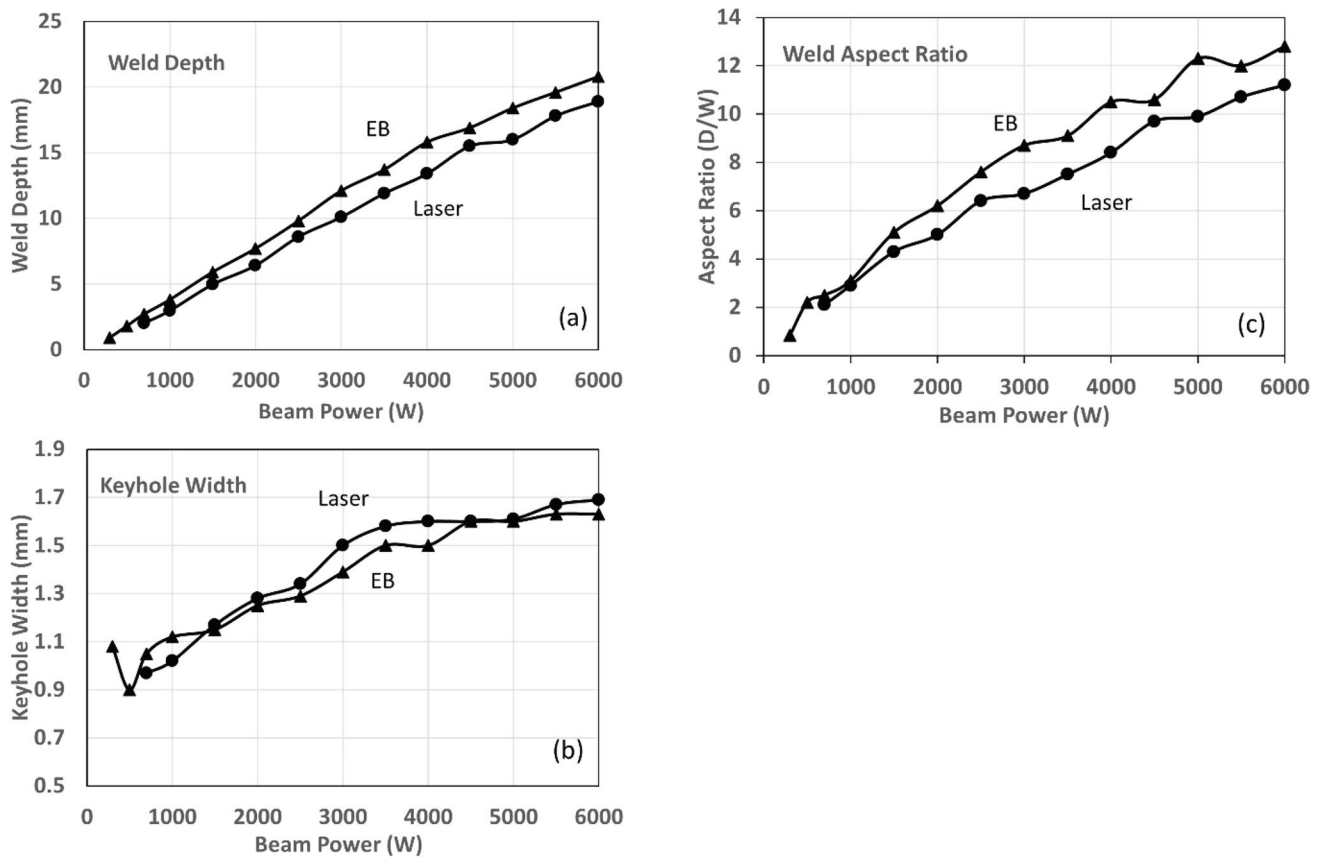 25
20
15
10
5
0
Weld Depth (mm)
Weld Depth
EB
Laser
(a)
0 1000 2000 3000 4000 5000 6000
Beam Power (W)
14
12
10
8
6
4
2
0
Aspect Ratio (D/W)
Weld Aspect Ratio
EB
Laser
(c)
0 1000 2000 3000 4000 5000 6000
Beam Power (W)
1.9
1.7
1.5
1.3
1.1
0.9
0.7
0.5
Keyhole Width (mm)
Keyhole Width
Laser
EB
(b)
0 1000 2000 3000 4000 5000 6000
Beam Power (W)